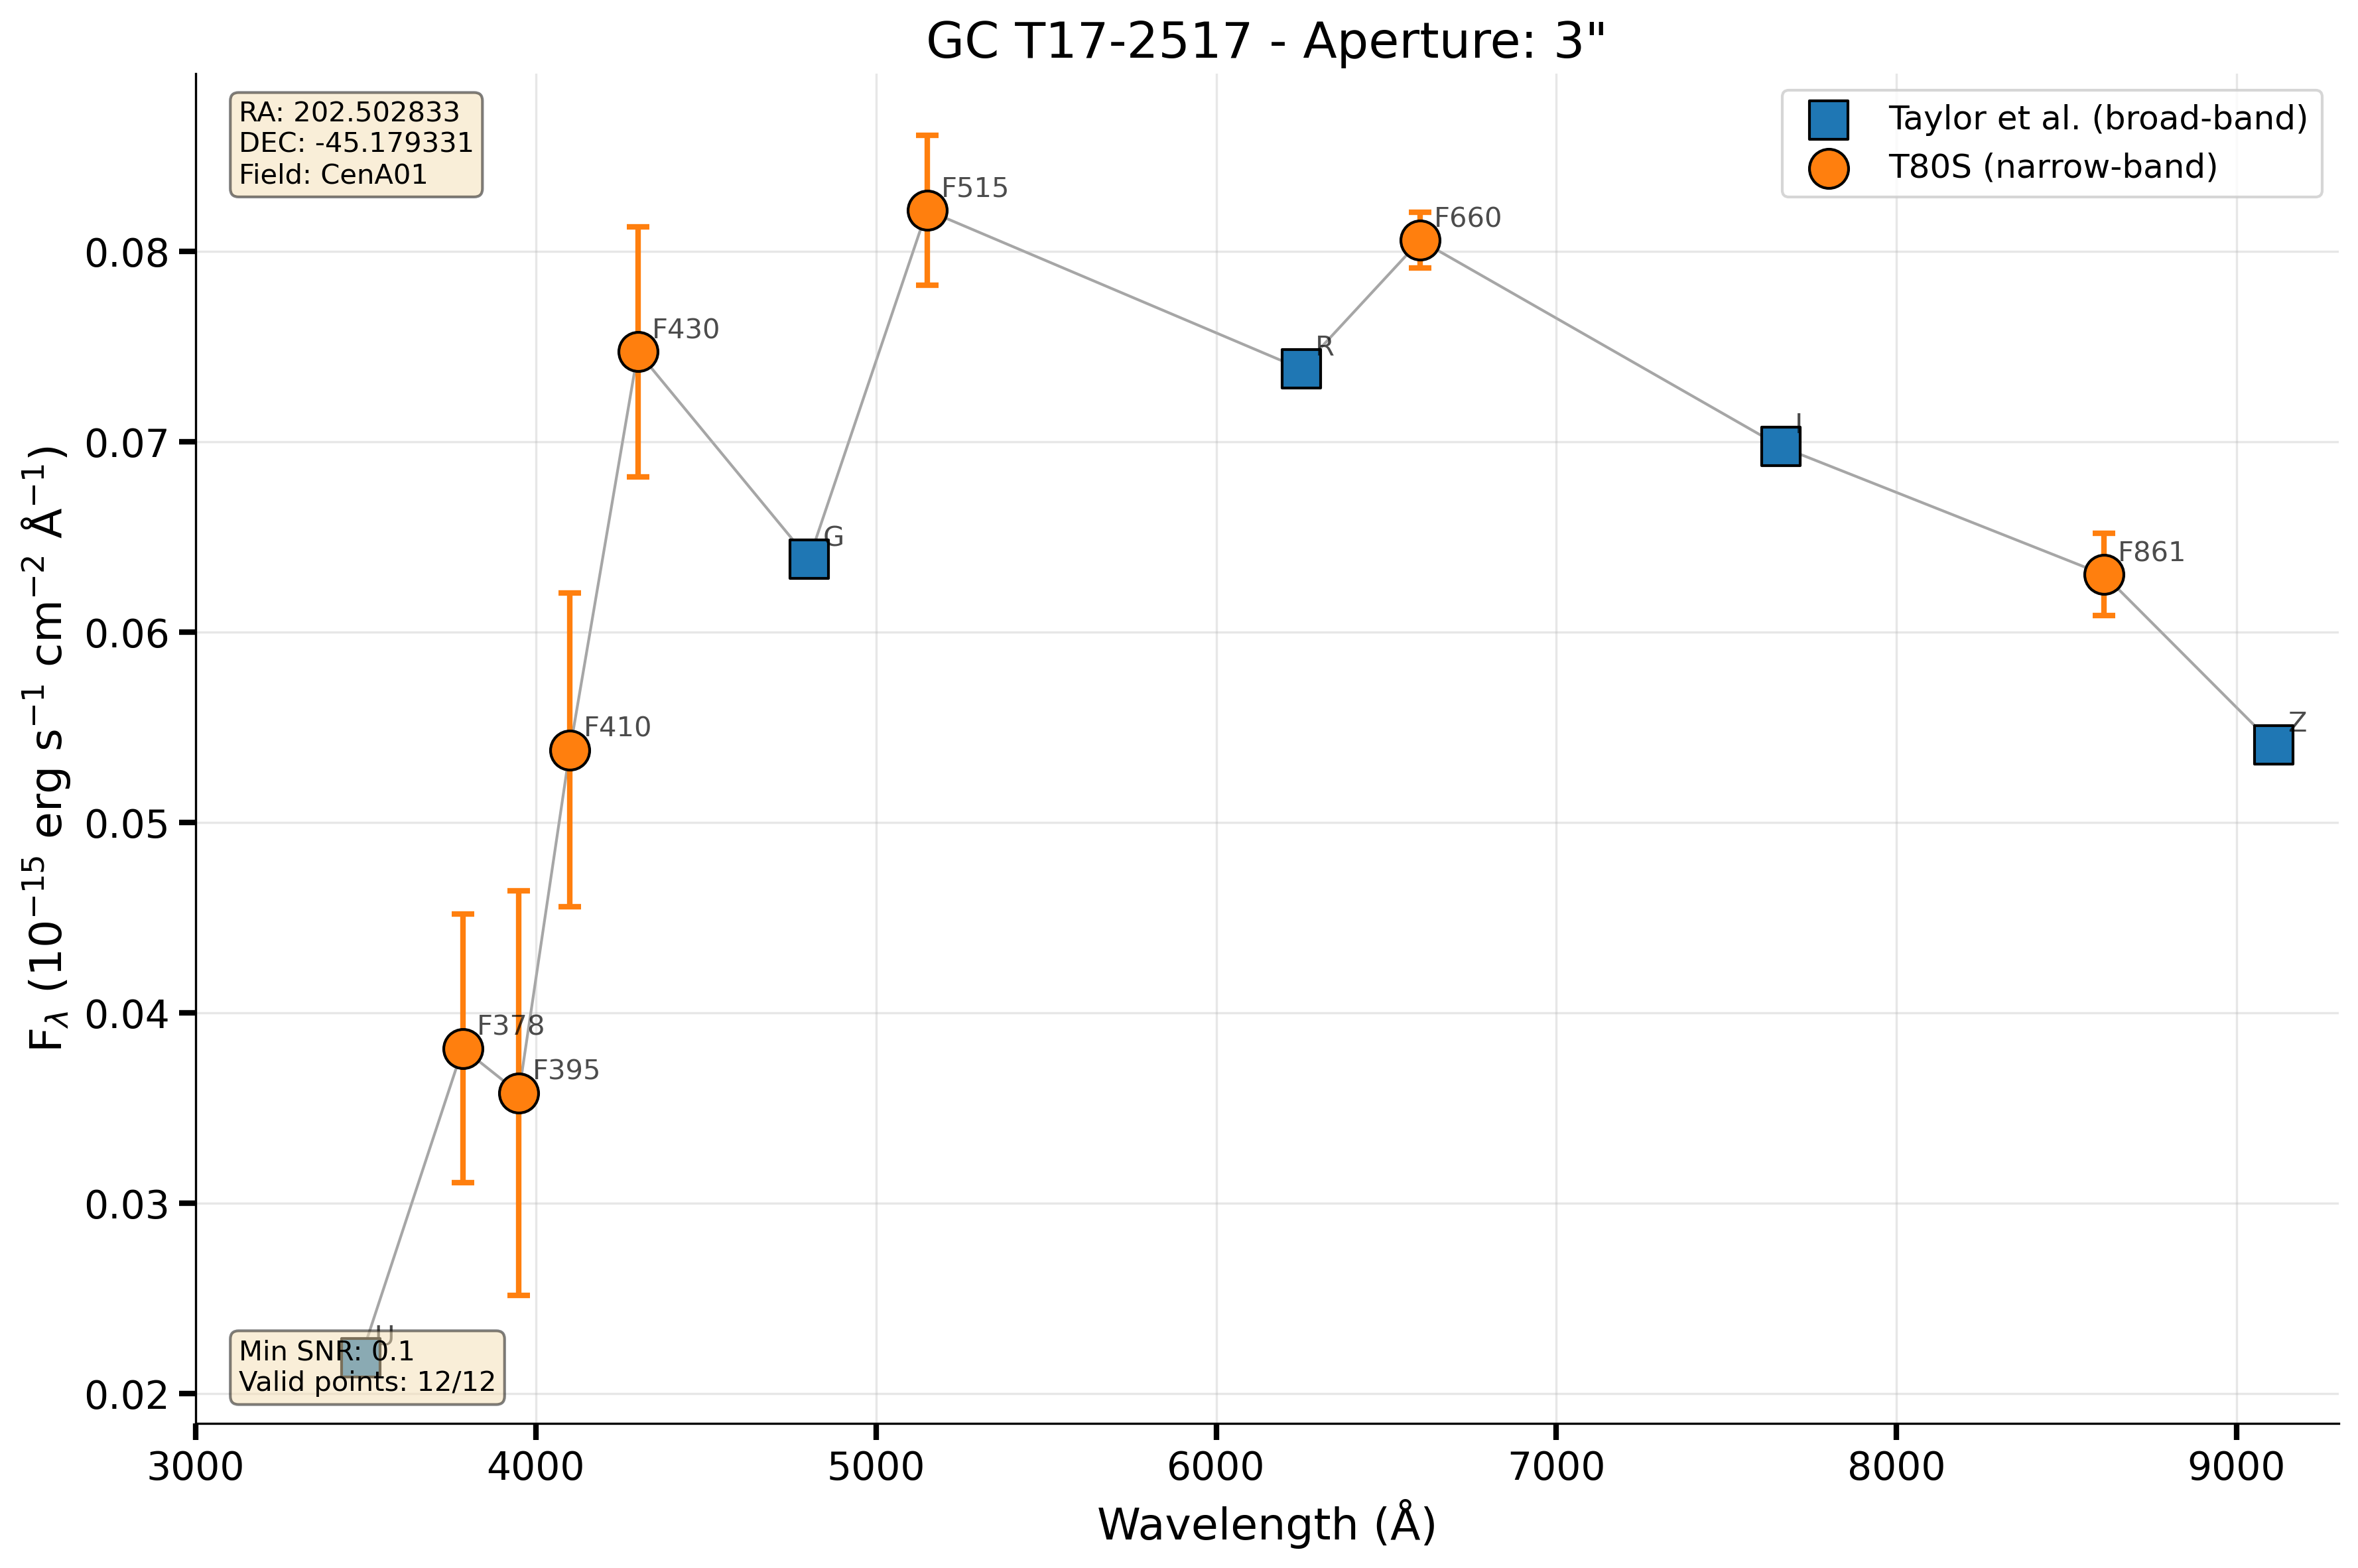 GC T17-2517 - Aperture: 3"
RA: 202.502833
DEC: -45.179331
Field: CenA01
Taylor et al. (broad-band)
T80S (narrow-band)
F515
F660
F430
R
I
G
F861
F410
Z
F378
F395
U
Min SNR: 0.1
Valid points: 12/12
0.08
0.07
0.06
0.05
0.04
0.03
0.02
F_λ (10⁻¹⁵ erg s⁻¹ cm⁻² Å⁻¹)
3000 4000 5000 6000 7000 8000 9000
Wavelength (Å)